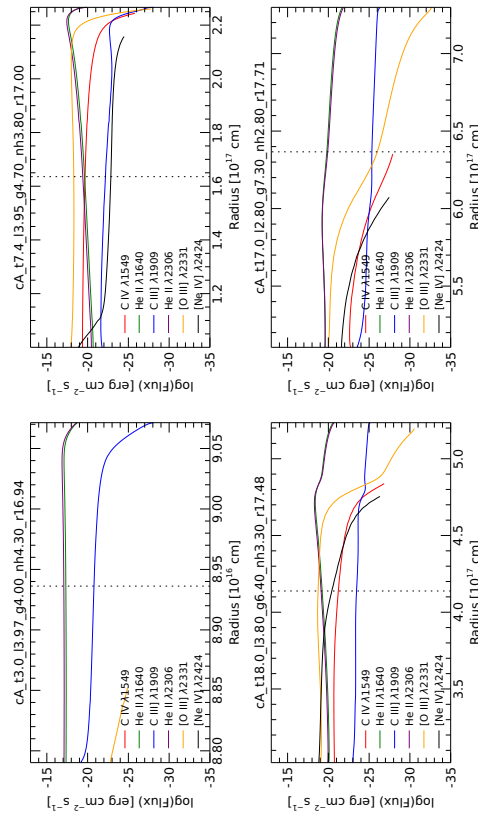 cA_t3.0_l3.97_g4.00_nh4.30_r16.94
log(Flux) [erg cm⁻² s⁻¹]
-15
-20
-25
-30
-35
C IV λ1549
He II λ1640
C III] λ1909
He II λ2306
[O III] λ2331
[Ne IV] λ2424
8.80 8.85 8.90 8.95 9.00 9.05
Radius [10¹⁶ cm]
cA_t7.4_l3.95_g4.70_nh3.80_r17.00
log(Flux) [erg cm⁻² s⁻¹]
-15
-20
-25
-30
-35
C IV λ1549
He II λ1640
C III] λ1909
He II λ2306
[O III] λ2331
[Ne IV] λ2424
1.2 1.4 1.6 1.8 2.1 2.2
Radius [10¹⁷ cm]
cA_t18.0_l3.80_g6.40_nh3.30_r17.48
log(Flux) [erg cm⁻² s⁻¹]
-15
-20
-25
-30
-35
C IV λ1549
He II λ1640
C III] λ1909
He II λ2306
[O III] λ2331
[Ne IV] λ2424
3.5 4.2 4.7 5.0
Radius [10¹⁷ cm]
cA_t17.0_l2.80_g7.30_nh2.80_r17.71
log(Flux) [erg cm⁻² s⁻¹]
-15
-20
-25
-30
-35
C IV λ1549
He II λ1640
C III] λ1909
He II λ2306
[O III] λ2331
[Ne IV] λ2424
5.5 6.0 6.5 7.2
Radius [10¹⁷ cm]